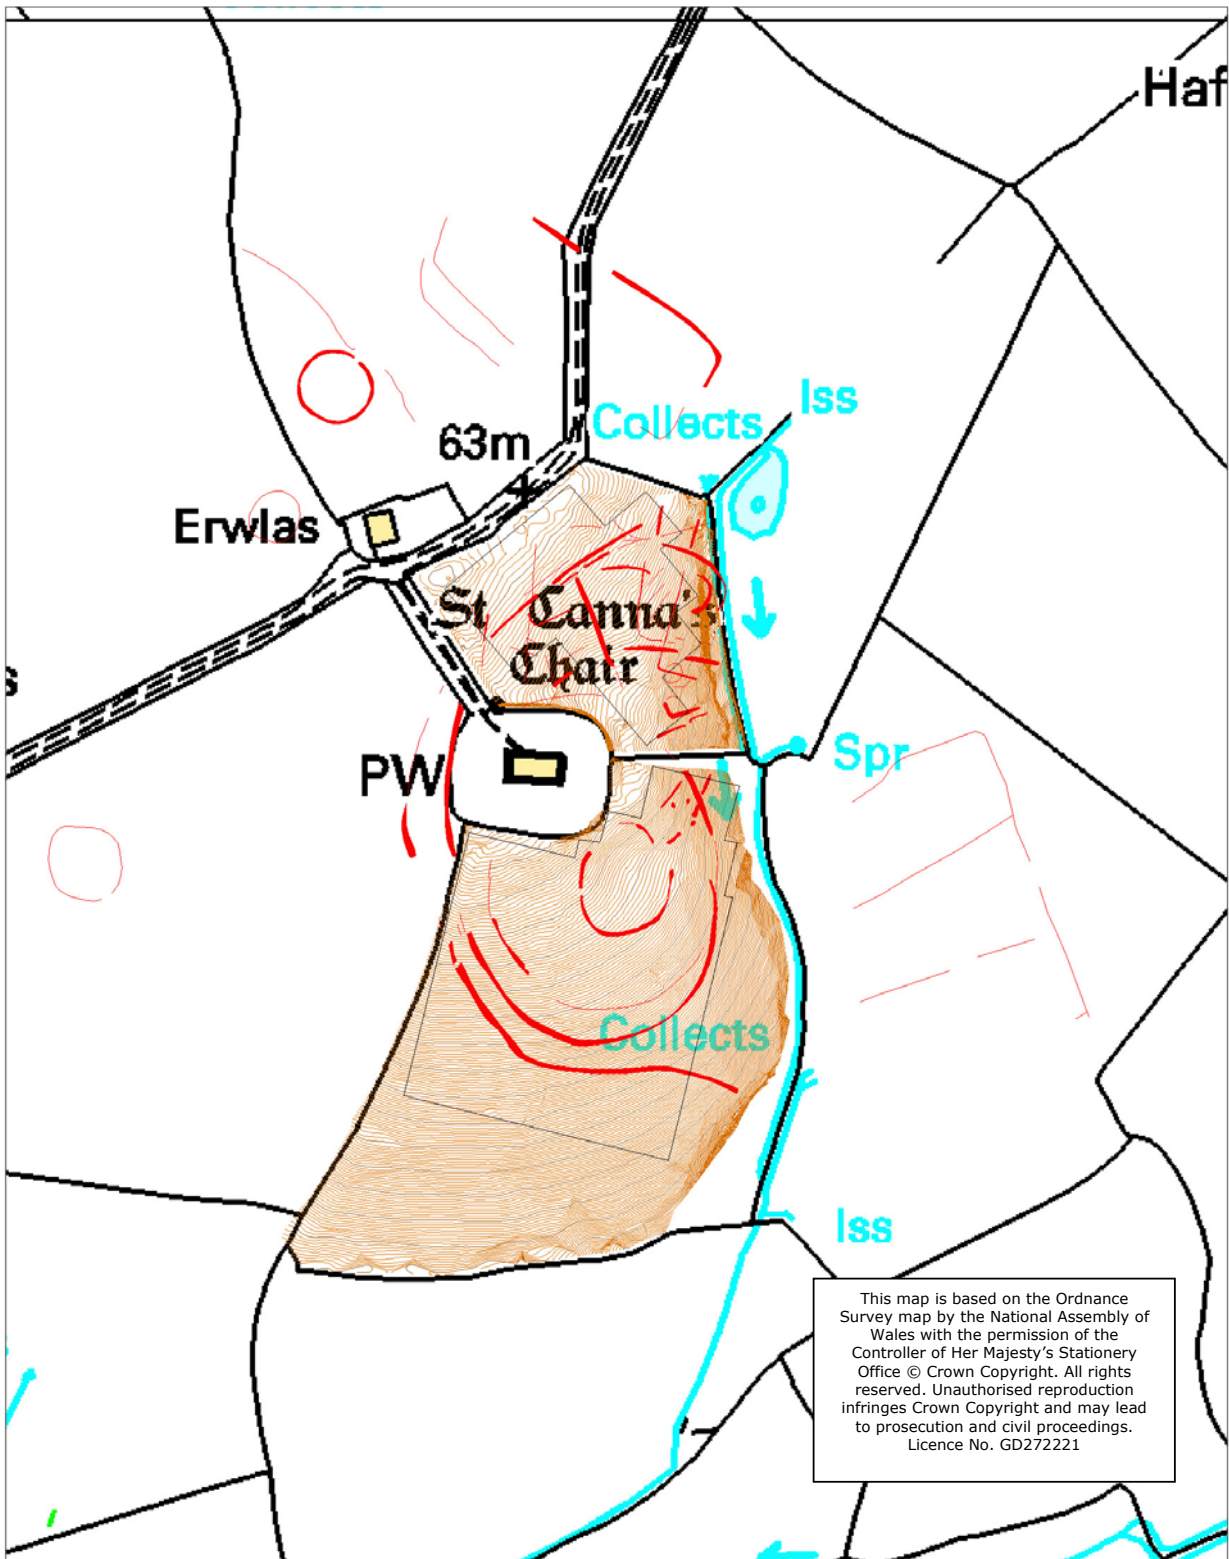 Collects
Haf
Iss
Collects
63m
Erwlas
St Canna's
Chair
s
Spr
PW
Collects
Iss
This map is based on the Ordnance
Survey map by the National Assembly of
Wales with the permission of the
Controller of Her Majesty's Stationery
Office © Crown Copyright. All rights
reserved. Unauthorised reproduction
infringes Crown Copyright and may lead
to prosecution and civil proceedings.
Licence No. GD272221